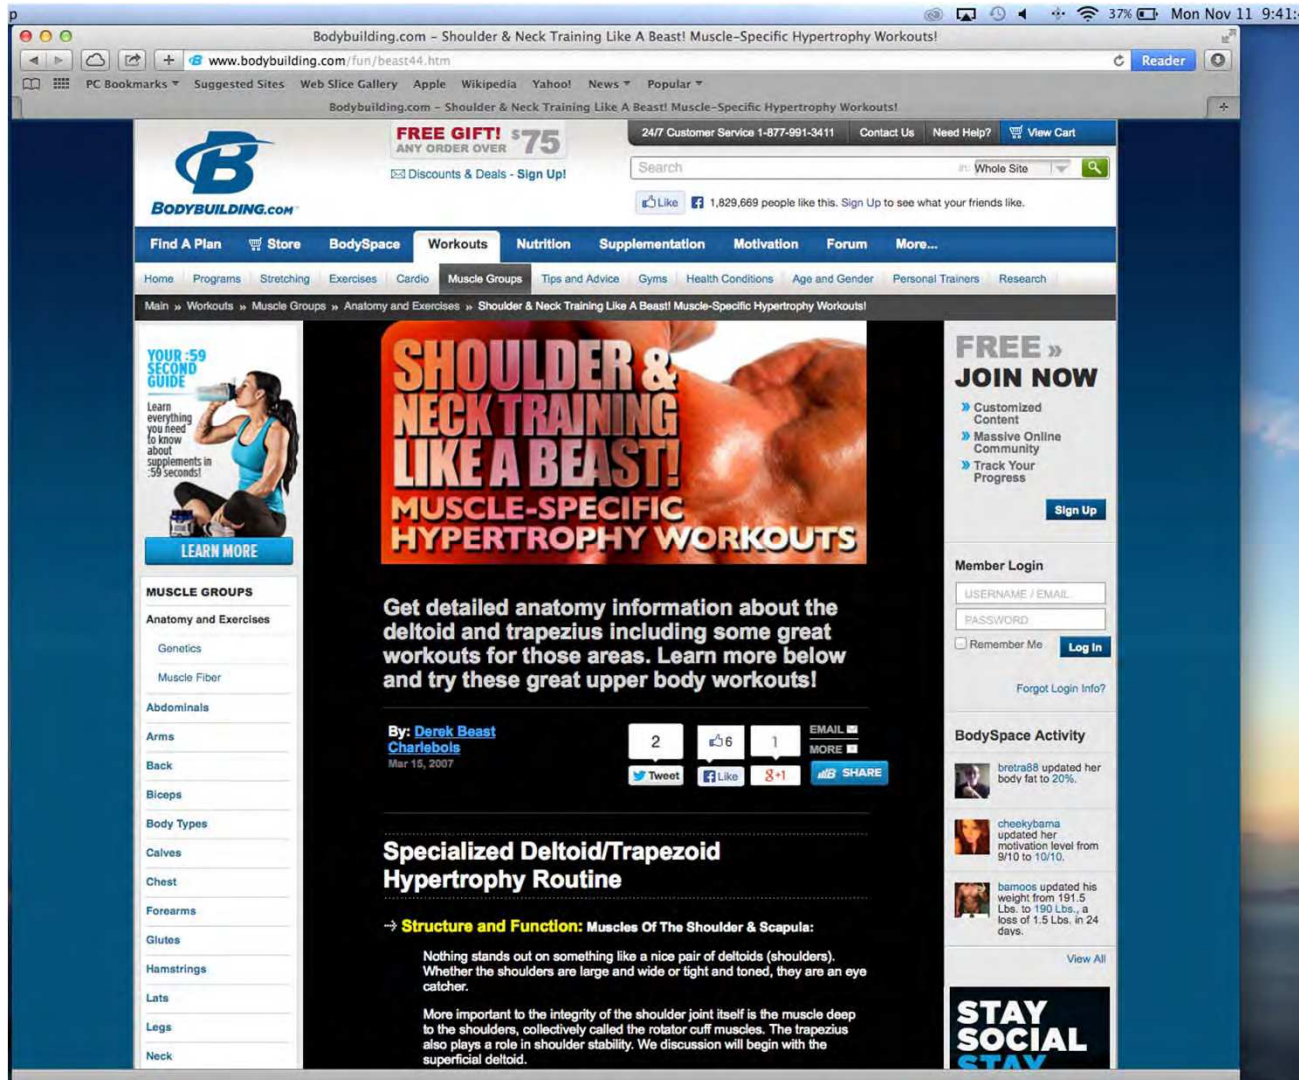 p
37% Mon Nov 11 9:41:
Bodybuilding.com – Shoulder & Neck Training Like A Beast! Muscle-Specific Hypertrophy Workouts!
www.bodybuilding.com/fun/beast44.htm
Reader
PC Bookmarks Suggested Sites Web Slice Gallery Apple Wikipedia Yahoo! News Popular
Bodybuilding.com – Shoulder & Neck Training Like A Beast! Muscle-Specific Hypertrophy Workouts!
B
BODYBUILDING.COM
FREE GIFT! $75
ANY ORDER OVER
Discounts & Deals - Sign Up!
24/7 Customer Service 1-877-991-3411 Contact Us Need Help? View Cart
Search in: Whole Site
Like 1,829,669 people like this. Sign Up to see what your friends like.
Find A Plan Store BodySpace Workouts Nutrition Supplementation Motivation Forum More...
Home Programs Stretching Exercises Cardio Muscle Groups Tips and Advice Gyms Health Conditions Age and Gender Personal Trainers Research
Main » Workouts » Muscle Groups » Anatomy and Exercises » Shoulder & Neck Training Like A Beast! Muscle-Specific Hypertrophy Workouts!
YOUR :59
SECOND
GUIDE
Learn
everything
you need
to know
about
supplements in
:59 seconds!
LEARN MORE
MUSCLE GROUPS
Anatomy and Exercises
Genetics
Muscle Fiber
Abdominals
Arms
Back
Biceps
Body Types
Calves
Chest
Forearms
Glutes
Hamstrings
Lats
Legs
Neck
SHOULDER &
NECK TRAINING
LIKE A BEAST!
MUSCLE-SPECIFIC
HYPERTROPHY WORKOUTS
Get detailed anatomy information about the
deltoid and trapezius including some great
workouts for those areas. Learn more below
and try these great upper body workouts!
By: Derek Beast
Charlebois
Mar 15, 2007
2 6 1
Tweet Like g+1
EMAIL
MORE
B SHARE
Specialized Deltoid/Trapezoid
Hypertrophy Routine
Structure and Function: Muscles Of The Shoulder & Scapula:
Nothing stands out on something like a nice pair of deltoids (shoulders).
Whether the shoulders are large and wide or tight and toned, they are an eye
catcher.
More important to the integrity of the shoulder joint itself is the muscle deep
to the shoulders, collectively called the rotator cuff muscles. The trapezius
also plays a role in shoulder stability. We discussion will begin with the
superficial deltoid.
FREE »
JOIN NOW
» Customized
Content
» Massive Online
Community
» Track Your
Progress
Sign Up
Member Login
USERNAME / EMAIL
PASSWORD
Remember Me Log In
Forgot Login Info?
BodySpace Activity
bretra88 updated her
body fat to 20%.
cheekybama
updated her
motivation level from
9/10 to 10/10.
bamoos updated his
weight from 191.5
Lbs. to 190 Lbs., a
loss of 1.5 Lbs. in 24
days.
View All
STAY
SOCIAL
STAY